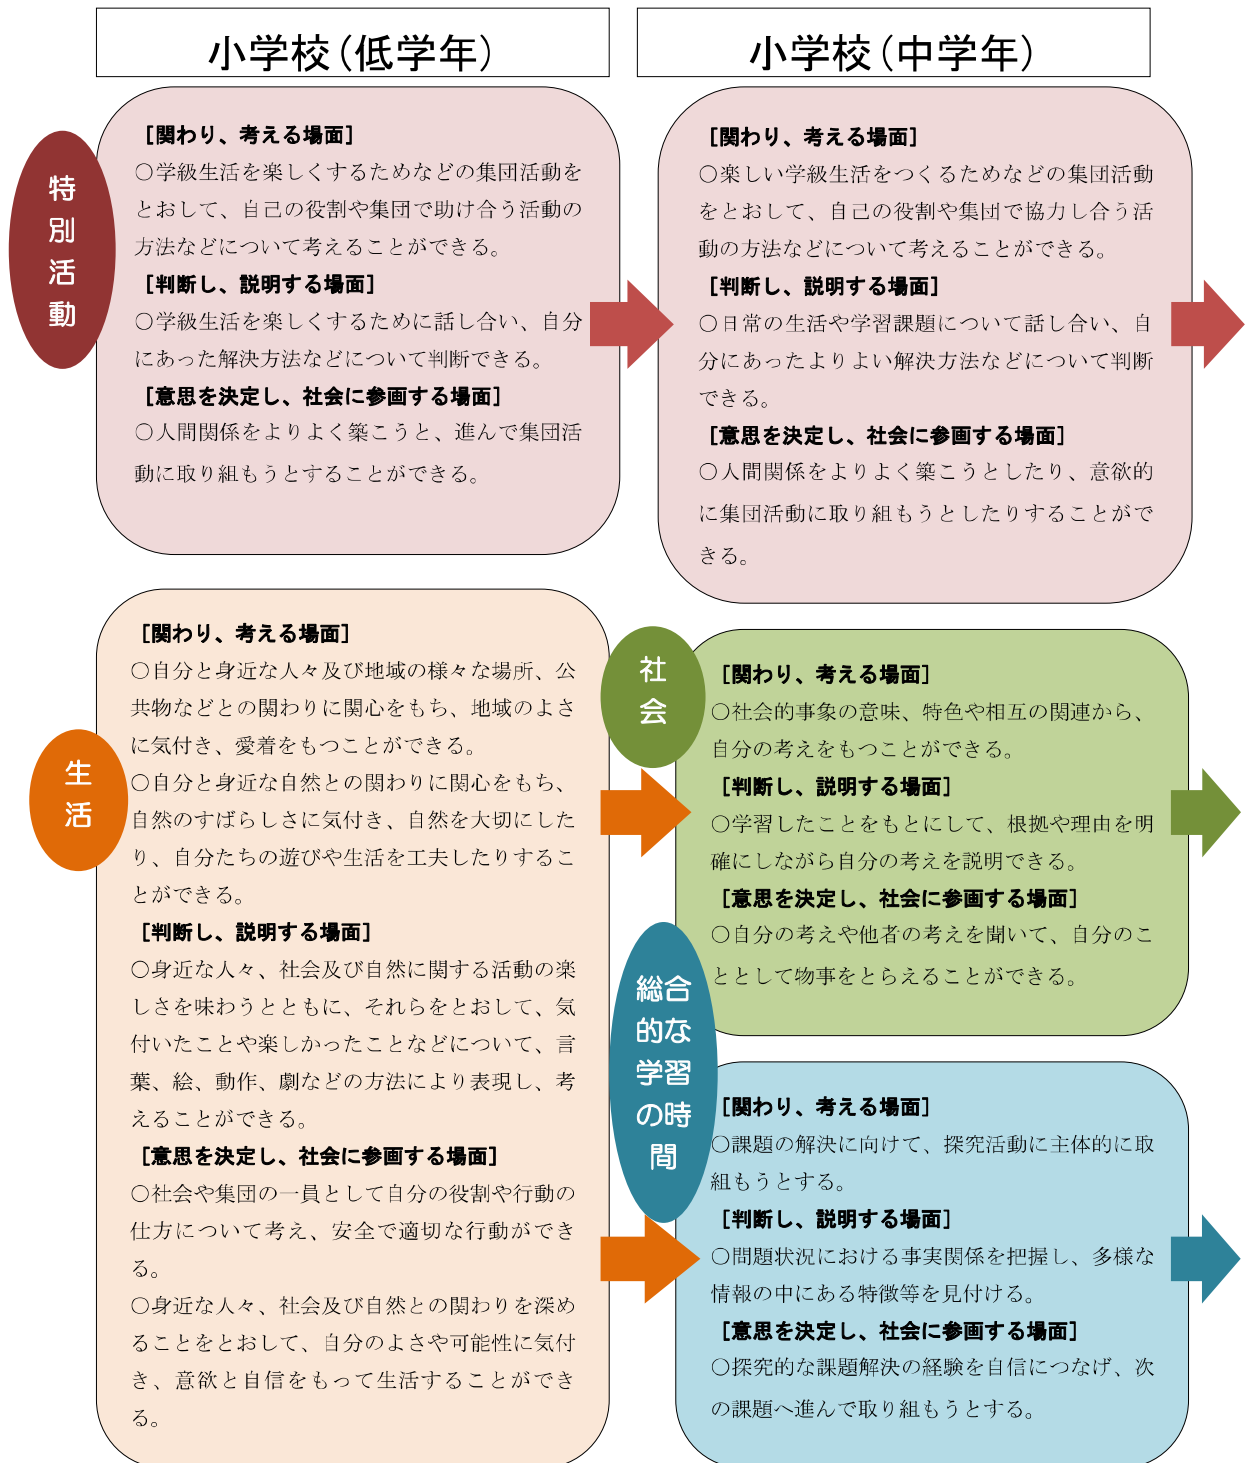 小学校(低学年)
小学校(中学年)
特
別
活
動
[関わり、考える場面]
○学級生活を楽しくするためなどの集団活動を
とおして、自己の役割や集団で助け合う活動の
方法などについて考えることができる。
[判断し、説明する場面]
○学級生活を楽しくするために話し合い、自分
にあった解決方法などについて判断できる。
[意思を決定し、社会に参画する場面]
○人間関係をよりよく築こうと、進んで集団活
動に取り組もうとすることができる。
[関わり、考える場面]
○楽しい学級生活をつくるためなどの集団活動
をとおして、自己の役割や集団で協力し合う活
動の方法などについて考えることができる。
[判断し、説明する場面]
○日常の生活や学習課題について話し合い、自
分にあったよりよい解決方法などについて判断
できる。
[意思を決定し、社会に参画する場面]
○人間関係をよりよく築こうとしたり、意欲的
に集団活動に取り組もうとしたりすることがで
きる。
生
活
[関わり、考える場面]
○自分と身近な人々及び地域の様々な場所、公
共物などとの関わりに関心をもち、地域のよさ
に気付き、愛着をもつことができる。
○自分と身近な自然との関わりに関心をもち、
自然のすばらしさに気付き、自然を大切にした
り、自分たちの遊びや生活を工夫したりするこ
とができる。
[判断し、説明する場面]
○身近な人々、社会及び自然に関する活動の楽
しさを味わうとともに、それらをとおして、気
付いたことや楽しかったことなどについて、言
葉、絵、動作、劇などの方法により表現し、考
えることができる。
[意思を決定し、社会に参画する場面]
○社会や集団の一員として自分の役割や行動の
仕方について考え、安全で適切な行動ができ
る。
○身近な人々、社会及び自然との関わりを深め
ることをとおして、自分のよさや可能性に気付
き、意欲と自信をもって生活することができ
る。
社
会
[関わり、考える場面]
○社会的事象の意味、特色や相互の関連から、
自分の考えをもつことができる。
[判断し、説明する場面]
○学習したことをもとにして、根拠や理由を明
確にしながら自分の考えを説明できる。
[意思を決定し、社会に参画する場面]
○自分の考えや他者の考えを聞いて、自分のこ
ととして物事をとらえることができる。
総合
的な
学習
の時
間
[関わり、考える場面]
○課題の解決に向けて、探究活動に主体的に取
組もうとする。
[判断し、説明する場面]
○問題状況における事実関係を把握し、多様な
情報の中にある特徴等を見付ける。
[意思を決定し、社会に参画する場面]
○探究的な課題解決の経験を自信につなげ、次
の課題へ進んで取り組もうとする。